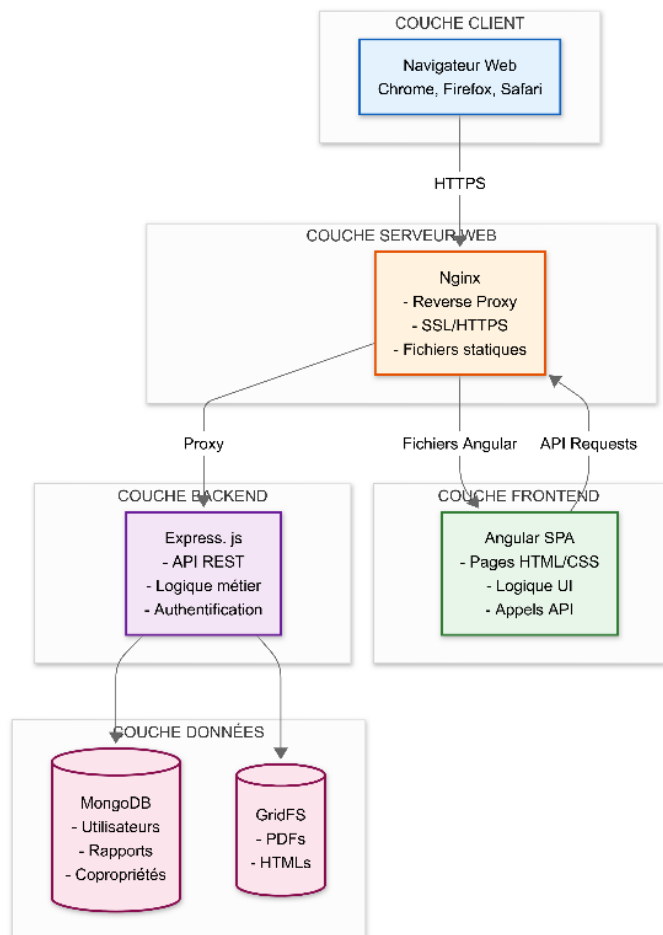 COUCHE CLIENT
Navigateur Web
Chrome, Firefox, Safari
HTTPS
COUCHE SERVEUR WEB
Nginx
- Reverse Proxy
- SSL/HTTPS
- Fichiers statiques
Proxy
Fichiers Angular
API Requests
COUCHE BACKEND
Express. js
- API REST
- Logique métier
- Authentification
COUCHE FRONTEND
Angular SPA
- Pages HTML/CSS
- Logique UI
- Appels API
COUCHE DONNÉES
MongoDB
- Utilisateurs
- Rapports
- Copropriétés
GridFS
- PDFs
- HTMLs